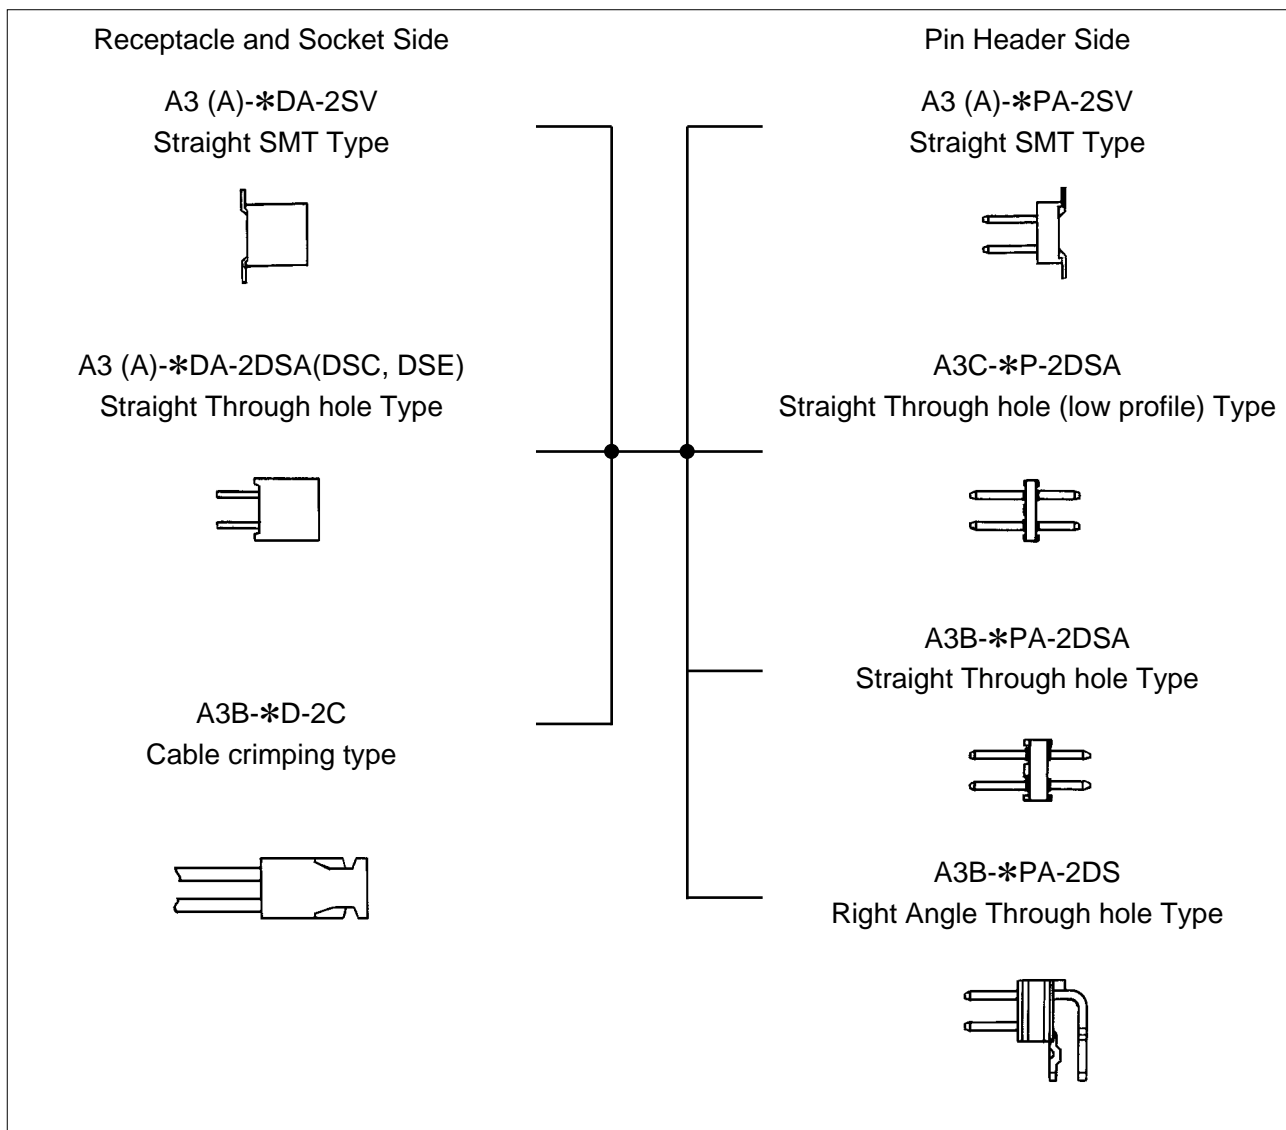 Receptacle and Socket Side
A3 (A)-✻DA-2SV
Straight SMT Type
A3 (A)-✻DA-2DSA(DSC, DSE)
Straight Through hole Type
A3B-✻D-2C
Cable crimping type
Pin Header Side
A3 (A)-✻PA-2SV
Straight SMT Type
A3C-✻P-2DSA
Straight Through hole (low profile) Type
A3B-✻PA-2DSA
Straight Through hole Type
A3B-✻PA-2DS
Right Angle Through hole Type